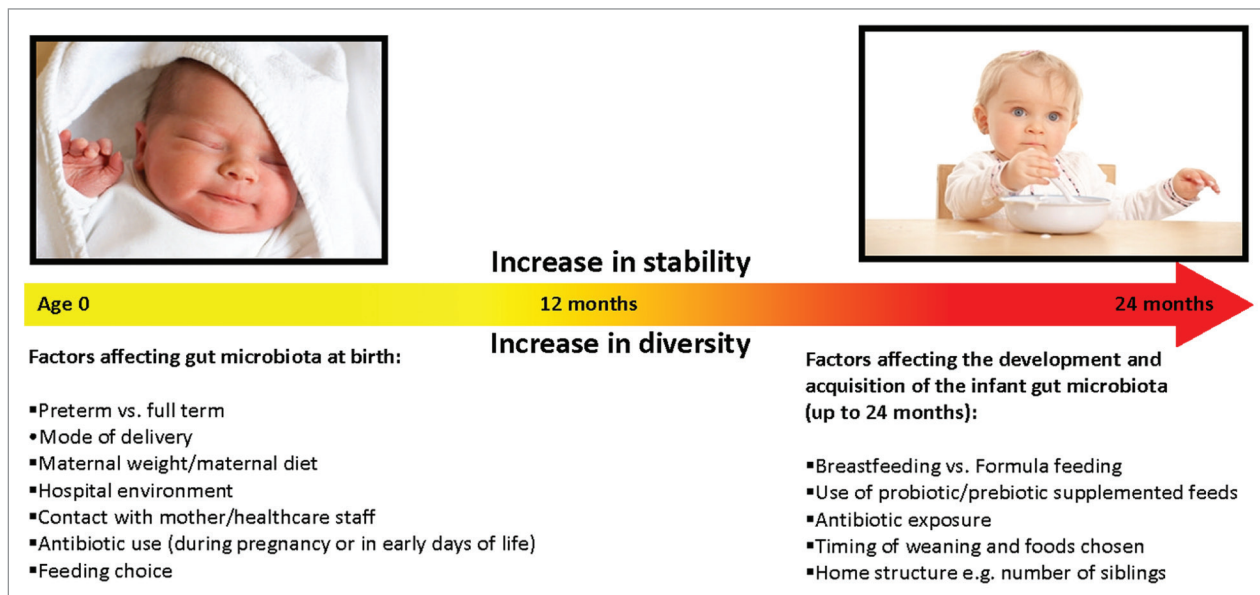 Increase in stability
Age 0
12 months
24 months
Increase in diversity
Factors affecting gut microbiota at birth:
▪Preterm vs. full term
•Mode of delivery
▪Maternal weight/maternal diet
▪Hospital environment
▪Contact with mother/healthcare staff
▪Antibiotic use (during pregnancy or in early days of life)
▪Feeding choice
Factors affecting the development and
acquisition of the infant gut microbiota
(up to 24 months):
▪Breastfeeding vs. Formula feeding
▪Use of probiotic/prebiotic supplemented feeds
▪Antibiotic exposure
▪Timing of weaning and foods chosen
▪Home structure e.g. number of siblings